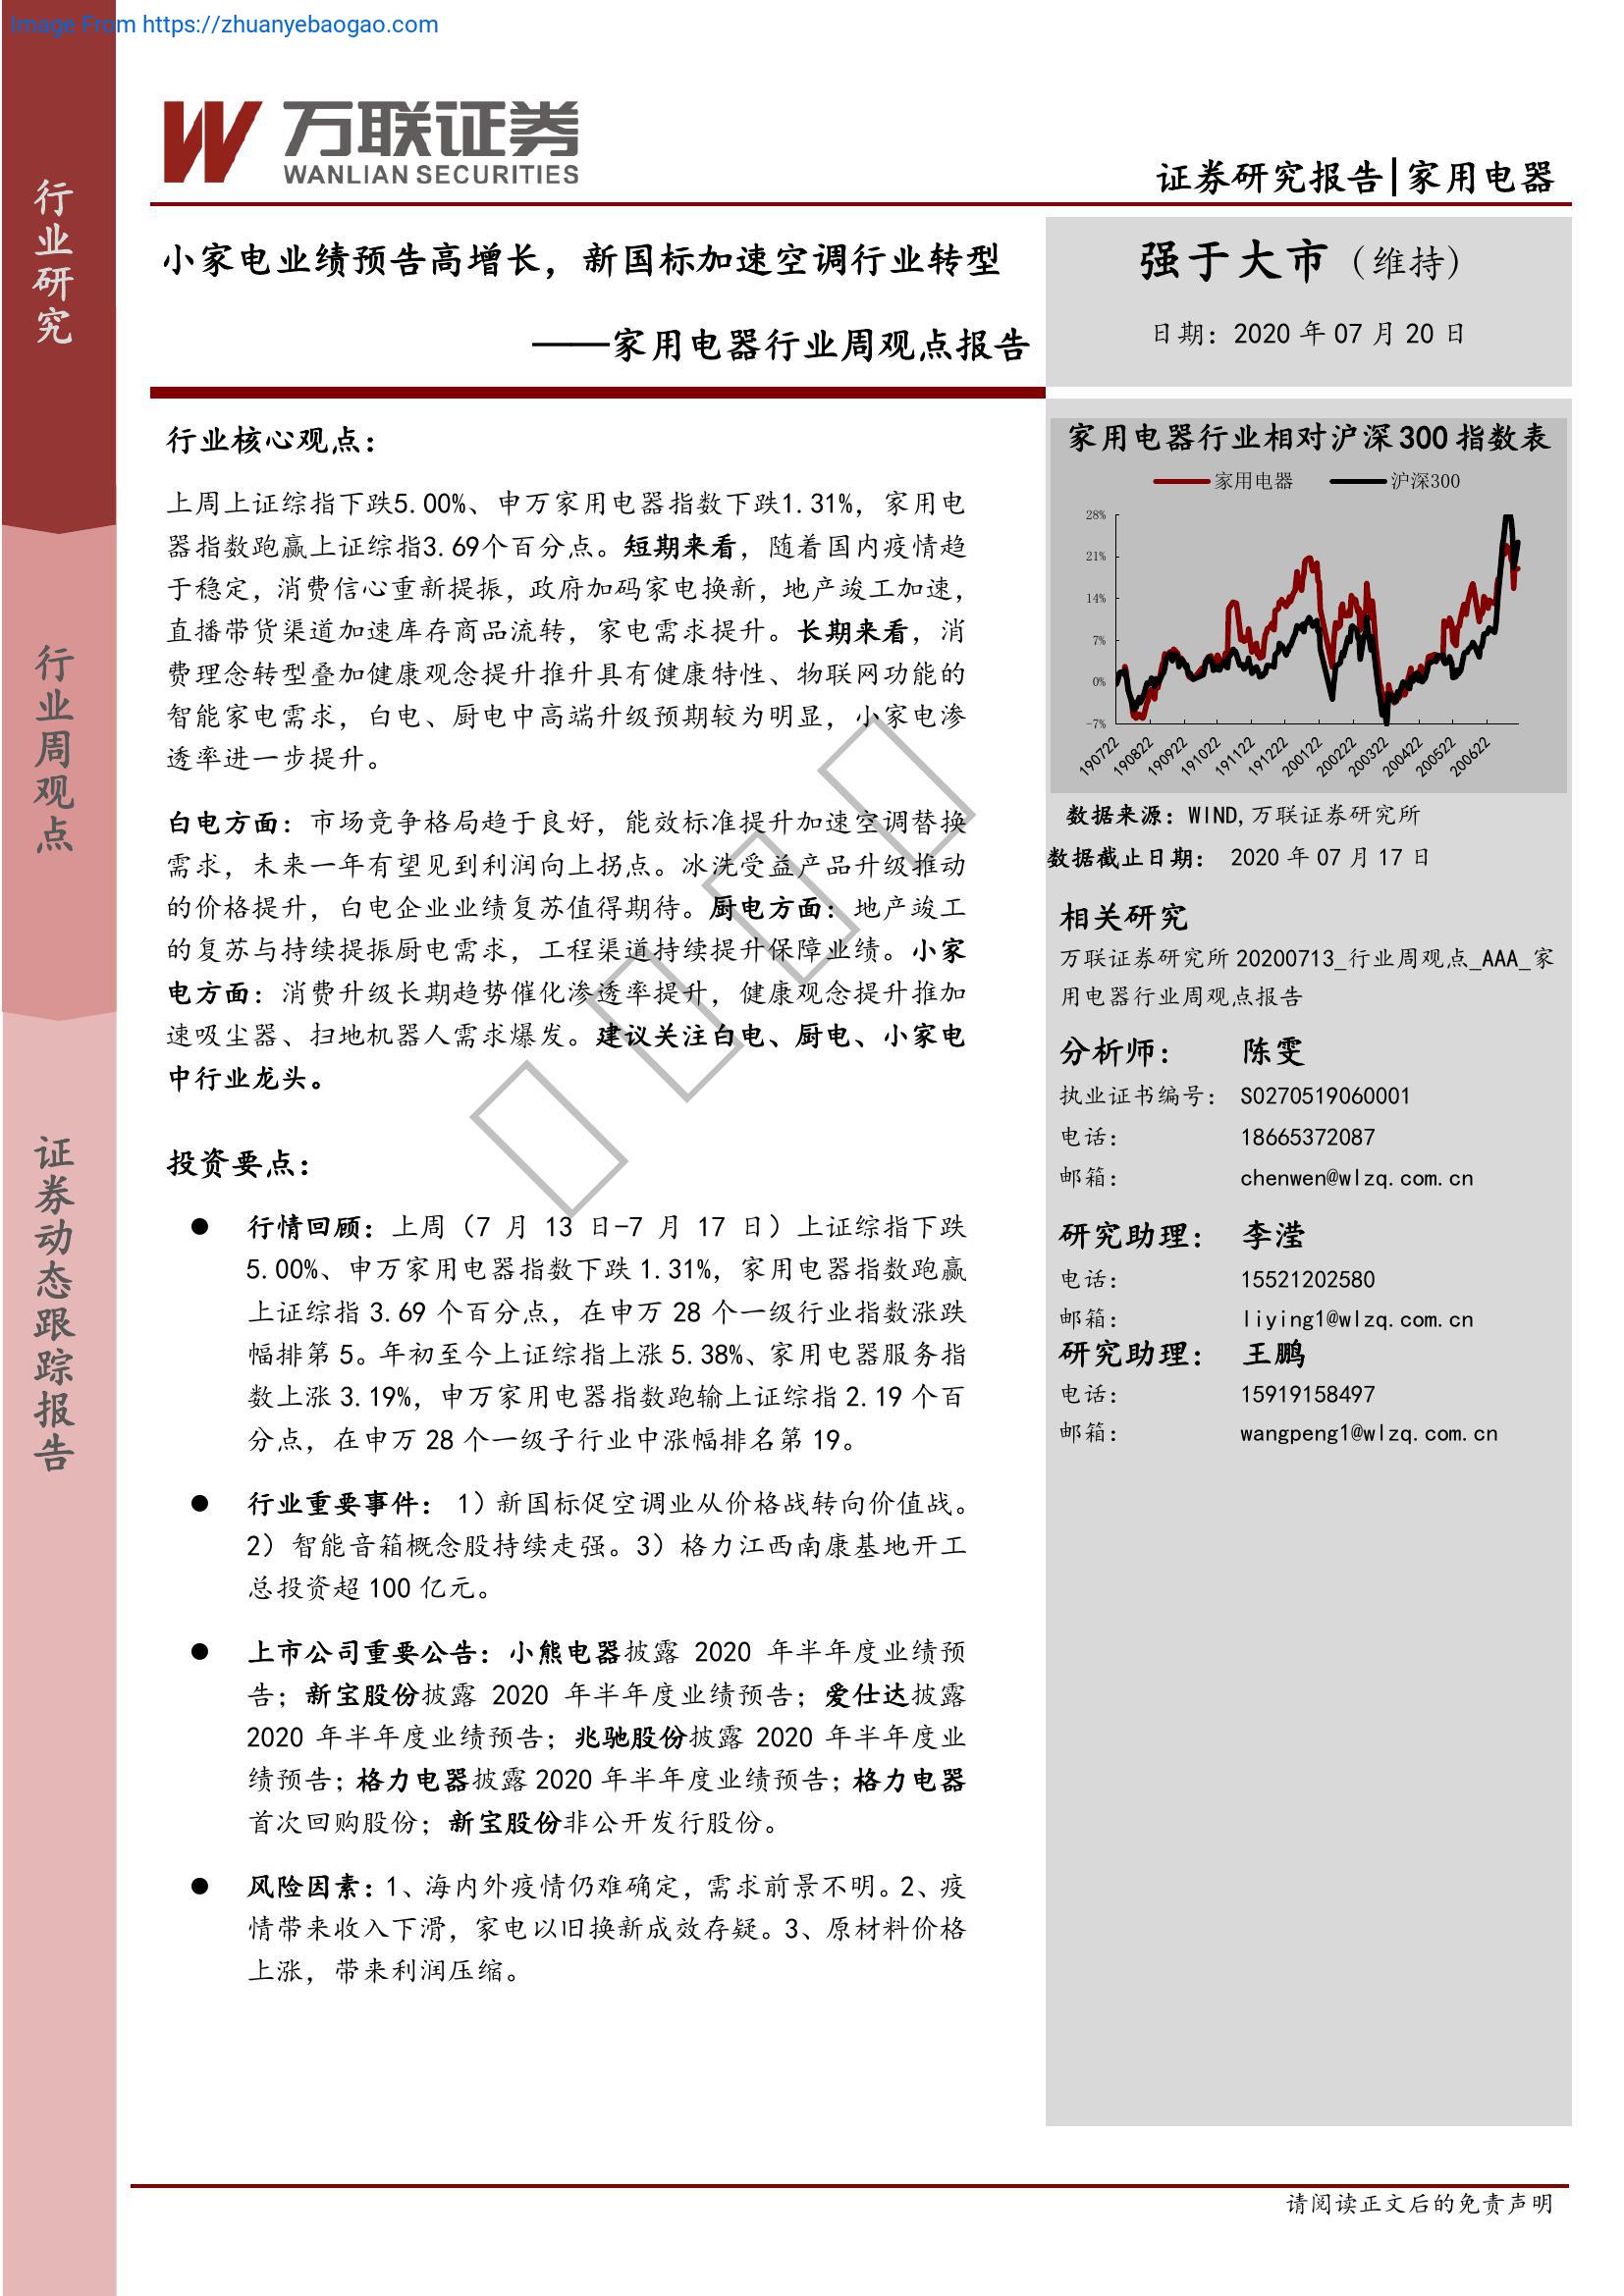 Image From https://zhuanyebaogao.com
万联证券
WANLIAN SECURITIES
证券研究报告|家用电器
行业研究
行业周观点
证券动态跟踪报告
小家电业绩预告高增长，新国标加速空调行业转型
——家用电器行业周观点报告
强于大市（维持）
日期：2020 年 07 月 20 日
行业核心观点：
上周上证综指下跌5.00%、申万家用电器指数下跌1.31%，家用电
器指数跑赢上证综指3.69个百分点。短期来看，随着国内疫情趋
于稳定，消费信心重新提振，政府加码家电换新，地产竣工加速，
直播带货渠道加速库存商品流转，家电需求提升。长期来看，消
费理念转型叠加健康观念提升推升具有健康特性、物联网功能的
智能家电需求，白电、厨电中高端升级预期较为明显，小家电渗
透率进一步提升。
白电方面：市场竞争格局趋于良好，能效标准提升加速空调替换
需求，未来一年有望见到利润向上拐点。冰洗受益产品升级推动
的价格提升，白电企业业绩复苏值得期待。厨电方面：地产竣工
的复苏与持续提振厨电需求，工程渠道持续提升保障业绩。小家
电方面：消费升级长期趋势催化渗透率提升，健康观念提升推加
速吸尘器、扫地机器人需求爆发。建议关注白电、厨电、小家电
中行业龙头。
投资要点：
● 行情回顾：上周（7 月 13 日-7 月 17 日）上证综指下跌
5.00%、申万家用电器指数下跌 1.31%，家用电器指数跑赢
上证综指 3.69 个百分点，在申万 28 个一级行业指数涨跌
幅排第 5。年初至今上证综指上涨 5.38%、家用电器服务指
数上涨 3.19%，申万家用电器指数跑输上证综指 2.19 个百
分点，在申万 28 个一级子行业中涨幅排名第 19。
● 行业重要事件： 1）新国标促空调业从价格战转向价值战。
2）智能音箱概念股持续走强。3）格力江西南康基地开工
总投资超 100 亿元。
● 上市公司重要公告：小熊电器披露 2020 年半年度业绩预
告；新宝股份披露 2020 年半年度业绩预告；爱仕达披露
2020 年半年度业绩预告；兆驰股份披露 2020 年半年度业
绩预告；格力电器披露 2020 年半年度业绩预告；格力电器
首次回购股份；新宝股份非公开发行股份。
● 风险因素：1、海内外疫情仍难确定，需求前景不明。2、疫
情带来收入下滑，家电以旧换新成效存疑。3、原材料价格
上涨，带来利润压缩。
家用电器行业相对沪深 300 指数表
家用电器 沪深300
28%
21%
14%
7%
0%
-7%
190722 190822 190922 191022 191122 191222 200122 200222 200322 200422 200522 200622
数据来源：WIND,万联证券研究所
数据截止日期： 2020 年 07 月 17 日
相关研究
万联证券研究所 20200713_行业周观点_AAA_家
用电器行业周观点报告
分析师： 陈雯
执业证书编号： S0270519060001
电话： 18665372087
邮箱： chenwen@wlzq.com.cn
研究助理： 李滢
电话： 15521202580
邮箱： liying1@wlzq.com.cn
研究助理： 王鹏
电话： 15919158497
邮箱： wangpeng1@wlzq.com.cn
请阅读正文后的免责声明